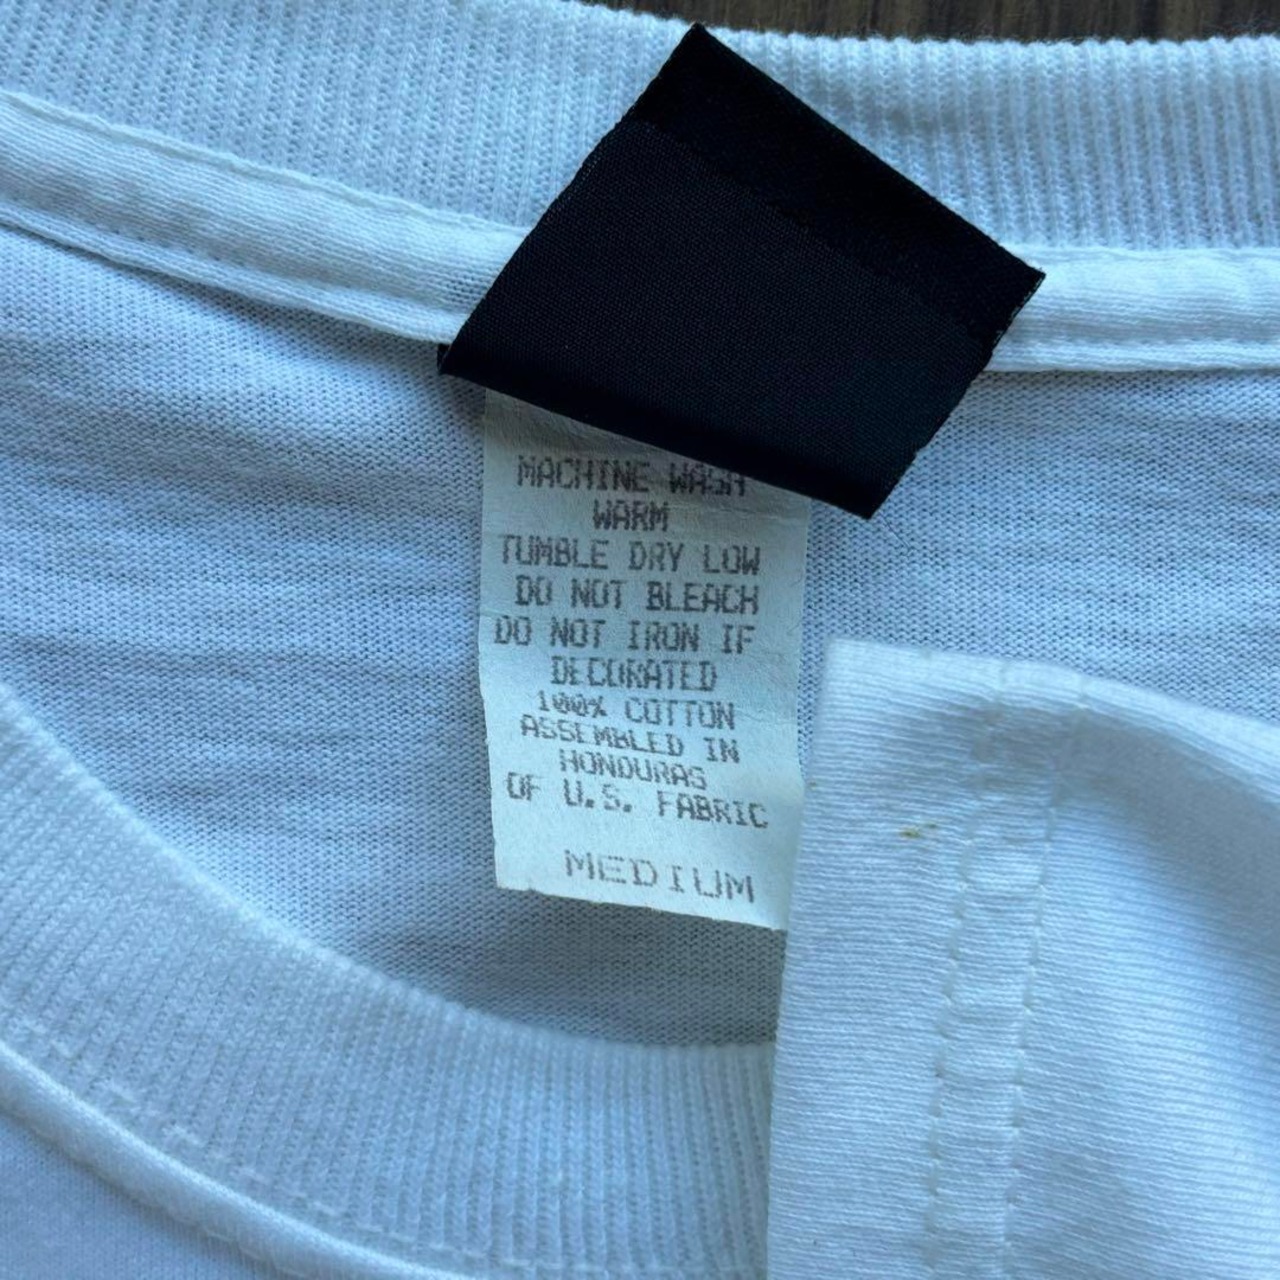 MACHINE WASH
WARM
TUMBLE DRY LOW
DO NOT BLEACH
DO NOT IRON IF
DECORATED
100% COTTON
ASSEMBLED IN
HONDURAS
OF U.S. FABRIC
MEDIUM